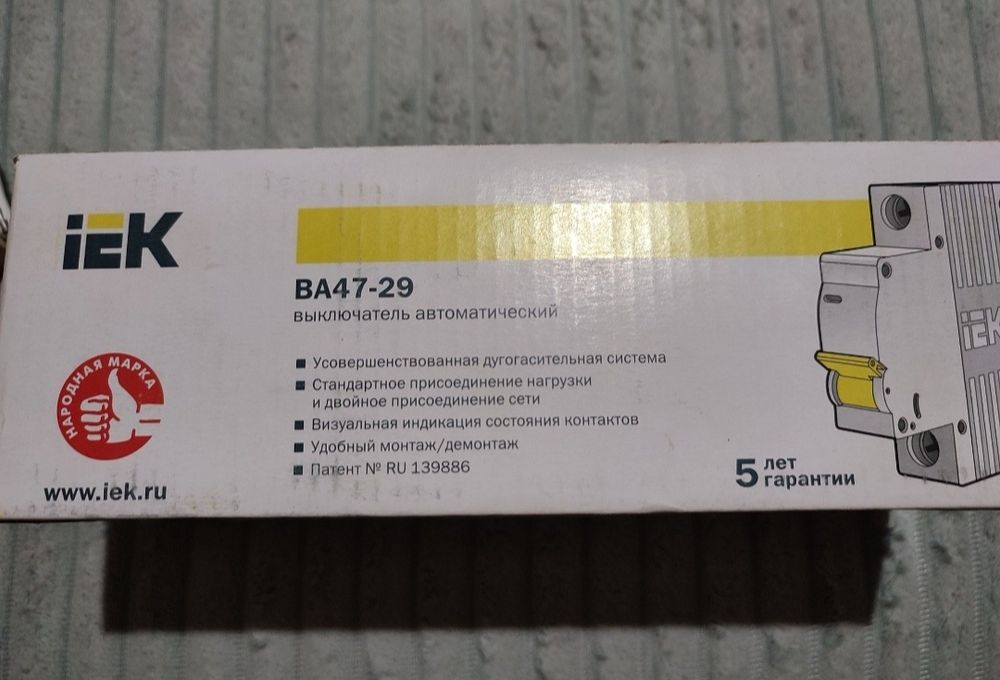 iEK
ВА47-29
выключатель автоматический
Усовершенствованная дугогасительная система
Стандартное присоединение нагрузки
и двойное присоединение сети
Визуальная индикация состояния контактов
Удобный монтаж/демонтаж
Патент № RU 139886
НАРОДНАЯ МАРКА
www.iek.ru
5 лет
гарантии
iEK